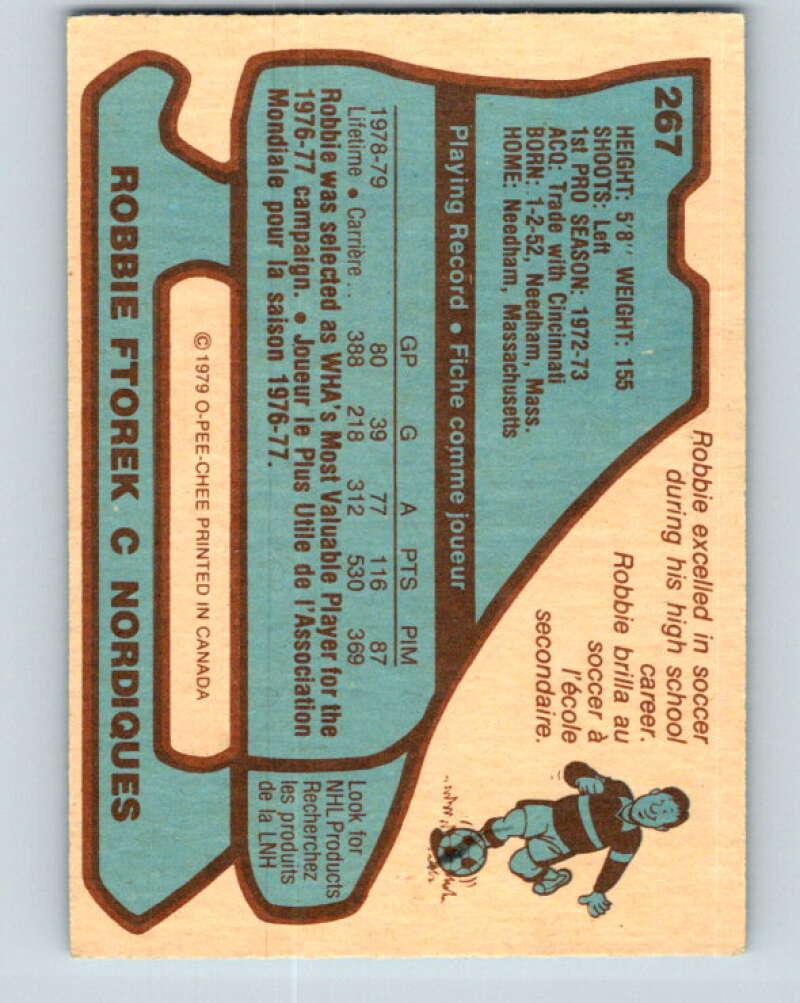 267
HEIGHT: 5'8" WEIGHT: 155
SHOOTS: Left
1st PRO SEASON: 1972-73
ACQ: Trade with Cincinnati
BORN: 1-2-52, Needham, Mass.
HOME: Needham, Massachusetts
Robbie excelled in soccer
during his high school
career.
Robbie brilla au
soccer à
l'école
secondaire.
Playing Record • Fiche comme joueur
GP G A PTS PIM
1978-79 80 39 77 116 87
Lifetime • Carrière .. 388 218 312 530 369
Robbie was selected as WHA's Most Valuable Player for the
1976-77 campaign. • Joueur le Plus Utile de l'Association
Mondiale pour la saison 1976-77.
Look for
NHL Products
Recherchez
les produits
de la LNH
© 1979 O-PEE-CHEE PRINTED IN CANADA
ROBBIE FTOREK C NORDIQUES